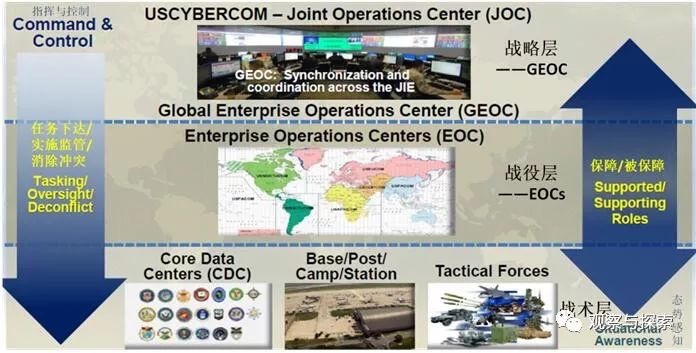 指挥与控制
Command &
Control
USCYBERCOM – Joint Operations Center (JOC)
GEOC: Synchronization and
coordination across the JIE
战略层
——GEOC
Global Enterprise Operations Center (GEOC)
任务下达/
实施监管/
消除冲突
Tasking/
Oversight/
Deconflict
Enterprise Operations Centers (EOC)
战役层
——EOCs
保障/被保障
Supported/
Supporting
Roles
Core Data
Centers (CDC)
Base/Post/
Camp/Station
Tactical Forces
战术层
态势感知
观察与探索
Situational
Awareness